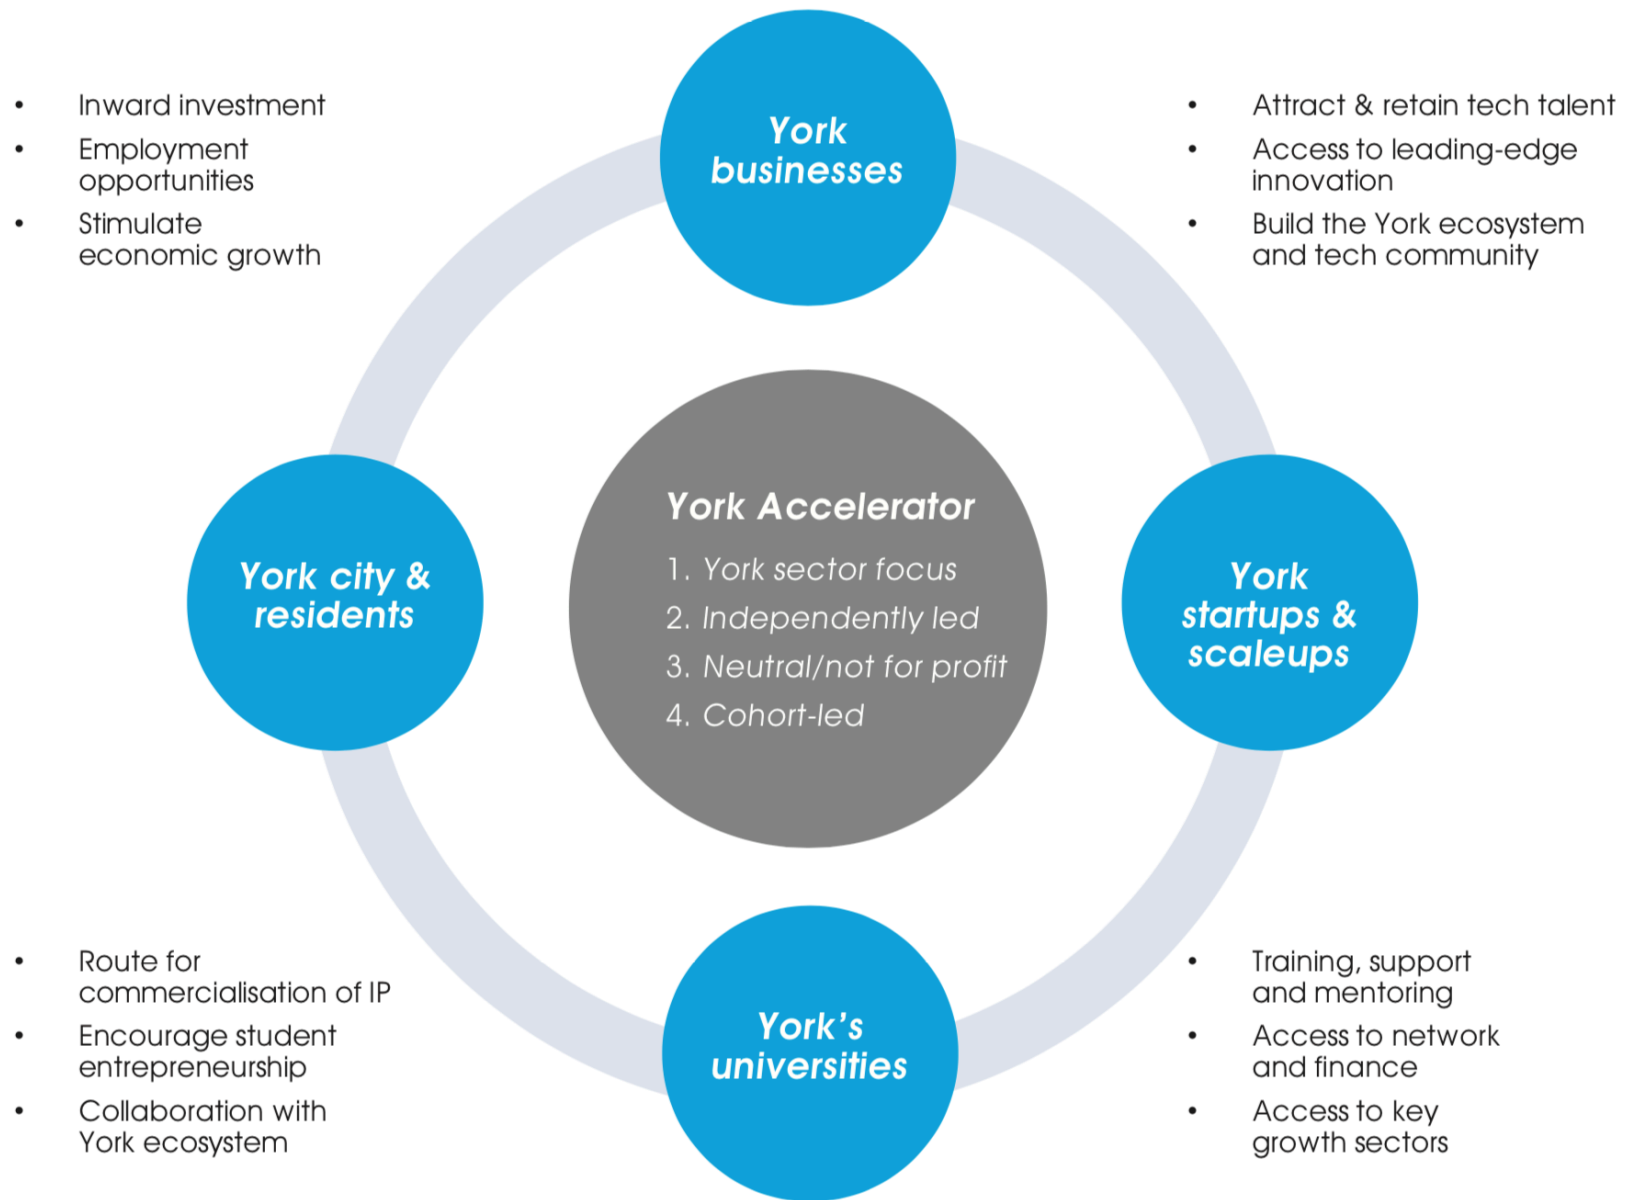 • Inward investment
• Employment
opportunities
• Stimulate
economic growth
York
businesses
• Attract & retain tech talent
• Access to leading-edge
innovation
• Build the York ecosystem
and tech community
York city &
residents
York Accelerator
1. York sector focus
2. Independently led
3. Neutral/not for profit
4. Cohort-led
York
startups &
scaleups
• Route for
commercialisation of IP
• Encourage student
entrepreneurship
• Collaboration with
York ecosystem
York’s
universities
• Training, support
and mentoring
• Access to network
and finance
• Access to key
growth sectors